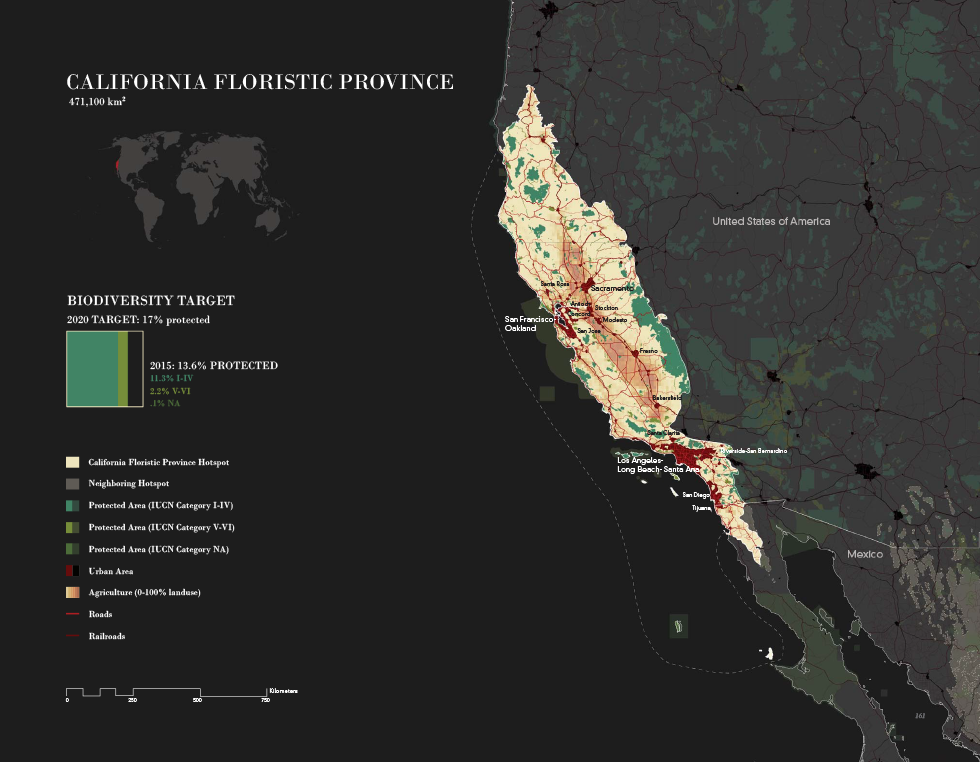 CALIFORNIA FLORISTIC PROVINCE
471,100 km²
BIODIVERSITY TARGET
2020 TARGET: 17% protected
2015: 13.6% PROTECTED
11.3% I-IV
2.2% V-VI
.1% NA
California Floristic Province Hotspot
Neighboring Hotspot
Protected Area (IUCN Category I-IV)
Protected Area (IUCN Category V-VI)
Protected Area (IUCN Category NA)
Urban Area
Agriculture (0-100% landuse)
Roads
Railroads
Kilometers
0 250 500 750
United States of America
Santa Rosa
Sacramento
Antioch
Concord
Stockton
San Francisco-
Oakland
Modesto
San Jose
Fresno
Bakersfield
Santa Clarita
Riverside-San Bernardino
Los Angeles-
Long Beach- Santa Ana
San Diego
Tijuana
Mexico
161